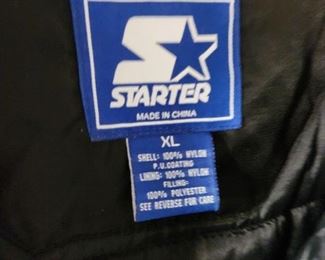 STARTER
MADE IN CHINA
XL
SHELL: 100% NYLON
P.U.COATING
LINING: 100% NYLON
FILLING:
100% POLYESTER
SEE REVERSE FOR CARE